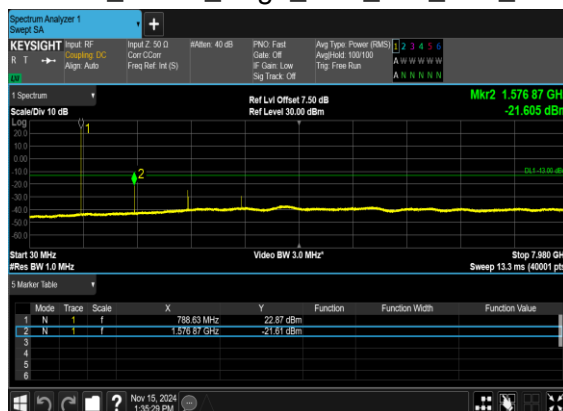 Spectrum Analyzer 1
Swept SA
+
KEYSIGHT Input: RF Input Z: 50 Ω #Atten: 40 dB PNO: Fast Avg Type: Power (RMS) 1 2 3 4 5 6
R T Coupling: DC Corr CCorr Gate: Off Avg|Hold: 100/100 A W W W W W
Align: Auto Freq Ref: Int (S) IF Gain: Low Trig: Free Run
Sig Track: Off A N N N N N
1 Spectrum
Ref Lvl Offset 7.50 dB Mkr2 1.576 87 GH
Scale/Div 10 dB Ref Level 30.00 dBm -21.605 dBr
Log
20.0
10.0
0.00
-10.0
-20.0
-30.0
-40.0
-50.0
-60.0
1
2
DL1 -13.00 dB
Start 30 MHz Video BW 3.0 MHz* Stop 7.980 GH
#Res BW 1.0 MHz Sweep 13.3 ms (40001 pts
5 Marker Table
Mode Trace Scale X Y Function Function Width Function Value
1 N 1 f 788.63 MHz 22.87 dBm
2 N 1 f 1.576 87 GHz -21.61 dBm
3
4
5
6
? Nov 15, 2024
1:35:29 PM